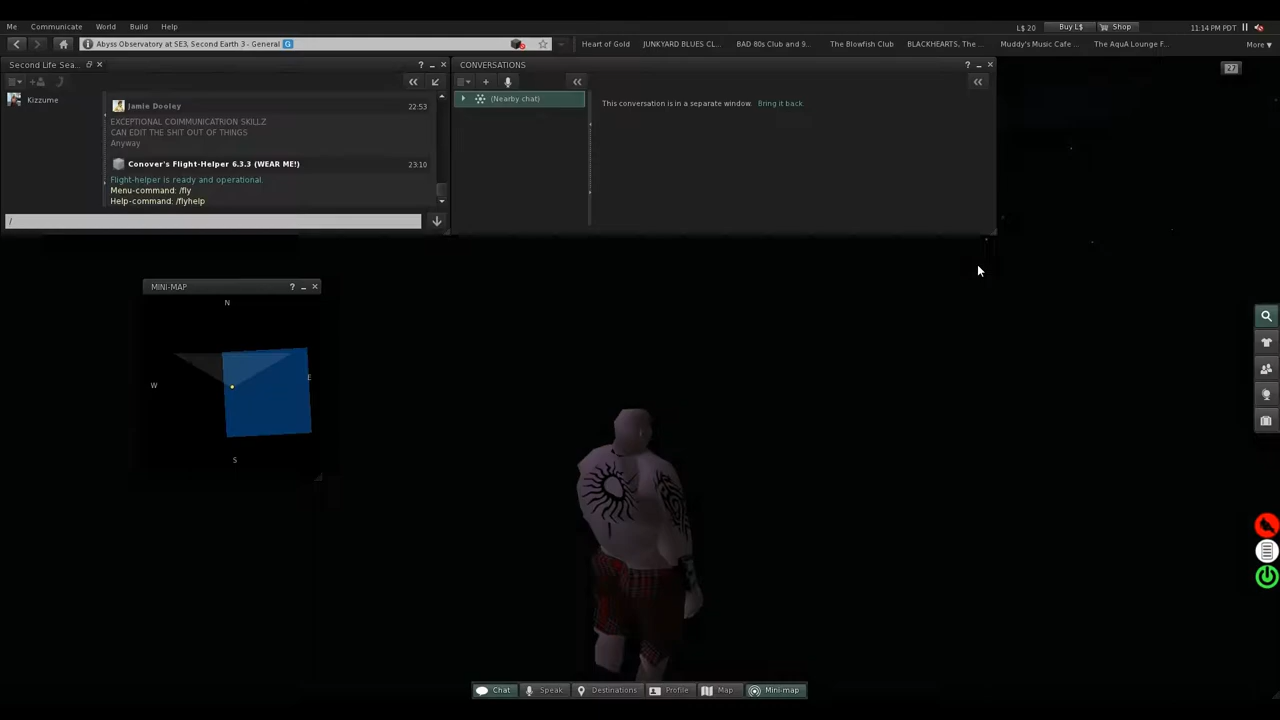 Me Communicate World Build Help
L$ 20 Buy L$ Shop 11:14 PM PDT
Abyss Observatory at SE3, Second Earth 3 - General G
Heart of Gold JUNKYARD BLUES CL... BAD 80s Club and 9... The Blowfish Club BLACKHEARTS, The ... Muddy's Music Cafe ... The AquA Lounge F... More ▾
Second Life Sea...
CONVERSATIONS
27
Kizzume
(Nearby chat)
This conversation is in a separate window. Bring it back.
Jamie Dooley 22:53
EXCEPTIONAL COIMMUNICATRION SKILLZ
CAN EDIT THE SHIT OUT OF THINGS
Anyway
Conover's Flight-Helper 6.3.3 (WEAR ME!) 23:10
Flight-helper is ready and operational.
Menu-command: /fly
Help-command: /flyhelp
/
MINI-MAP
N
W
E
S
Chat Speak Destinations Profile Map Mini-map